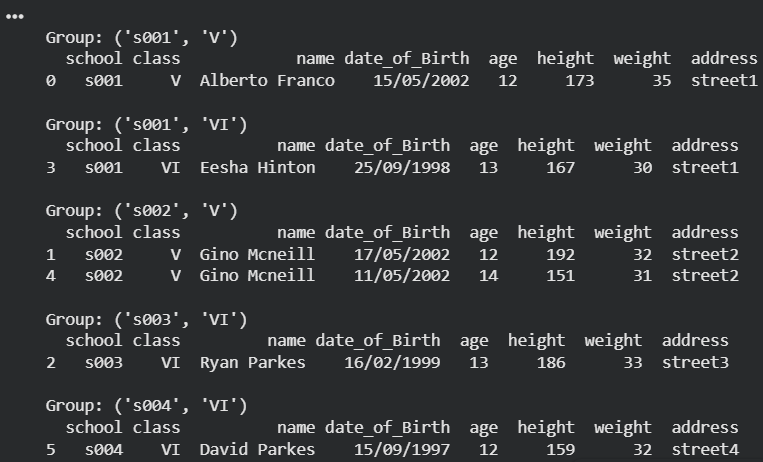 ...
Group: ('s001', 'V')
school class name date_of_Birth age height weight address
0 s001 V Alberto Franco 15/05/2002 12 173 35 street1
Group: ('s001', 'VI')
school class name date_of_Birth age height weight address
3 s001 VI Eesha Hinton 25/09/1998 13 167 30 street1
Group: ('s002', 'V')
school class name date_of_Birth age height weight address
1 s002 V Gino Mcneill 17/05/2002 12 192 32 street2
4 s002 V Gino Mcneill 11/05/2002 14 151 31 street2
Group: ('s003', 'VI')
school class name date_of_Birth age height weight address
2 s003 VI Ryan Parkes 16/02/1999 13 186 33 street3
Group: ('s004', 'VI')
school class name date_of_Birth age height weight address
5 s004 VI David Parkes 15/09/1997 12 159 32 street4